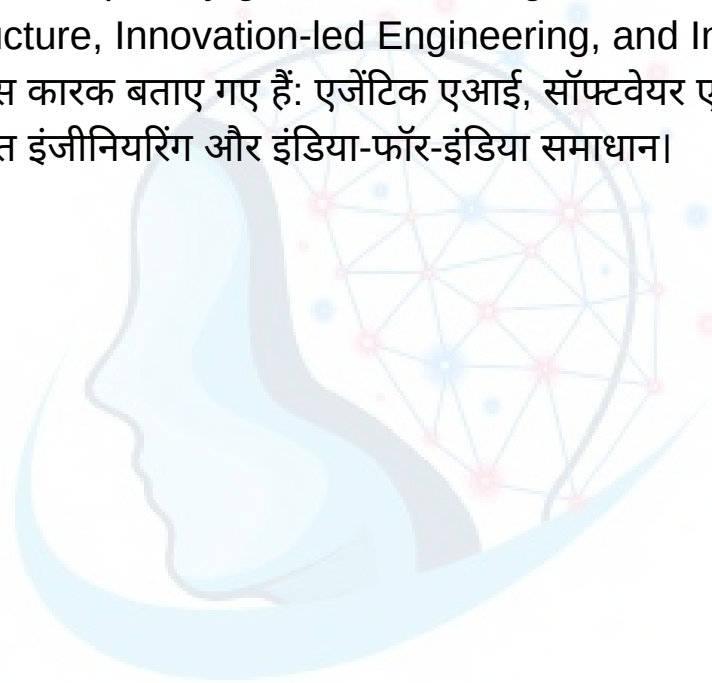 ucture, Innovation-led Engineering, and In
स कारक बताए गए हैं: एजेंटिक एआई, सॉफ्टवेयर ए
त इंजीनियरिंग और इंडिया-फॉर-इंडिया समाधान।